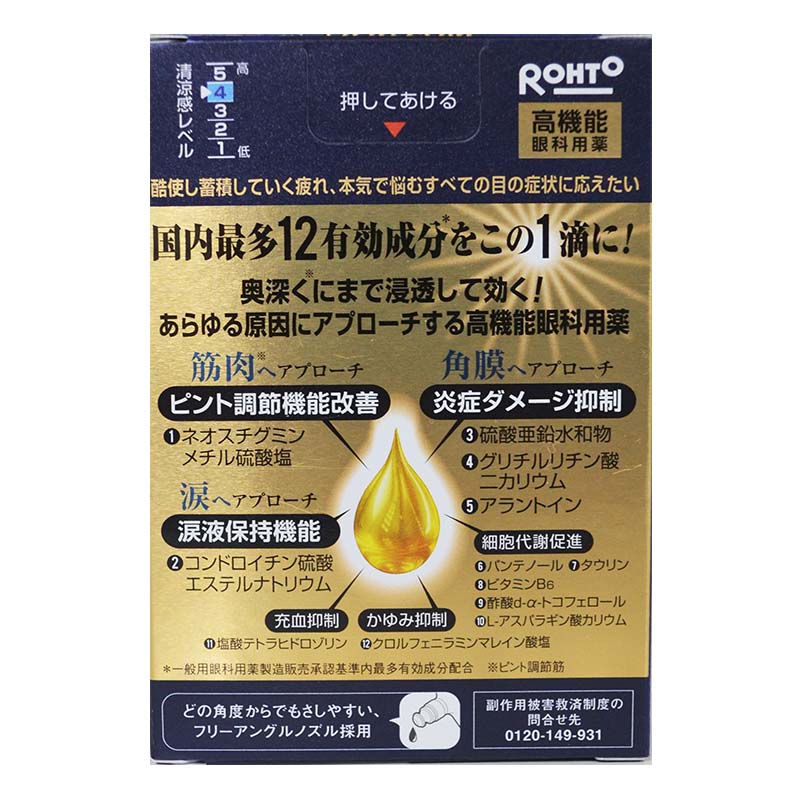 清涼感レベル
高
5
4
3
2
1
低
押してあける
ROHTO
高機能
眼科用薬
酷使し蓄積していく疲れ、本気で悩むすべての目の症状に応えたい
国内最多12有効成分*をこの1滴に!
奥深く※にまで浸透して効く!
あらゆる原因にアプローチする高機能眼科用薬
筋肉※へアプローチ
ピント調節機能改善
❶ネオスチグミン
メチル硫酸塩
角膜へアプローチ
炎症ダメージ抑制
❸硫酸亜鉛水和物
❹グリチルリチン酸
二カリウム
❺アラントイン
涙へアプローチ
涙液保持機能
❷コンドロイチン硫酸
エステルナトリウム
細胞代謝促進
❻パンテノール ❼タウリン
❽ビタミンB6
❾酢酸d-α-トコフェロール
❿L-アスパラギン酸カリウム
充血抑制
⓫塩酸テトラヒドロゾリン
かゆみ抑制
⓬クロルフェニラミンマレイン酸塩
*一般用眼科用薬製造販売承認基準内最多有効成分配合 ※ピント調節筋
どの角度からでもさしやすい、
フリーアングルノズル採用
副作用被害救済制度の
問合せ先
0120-149-931